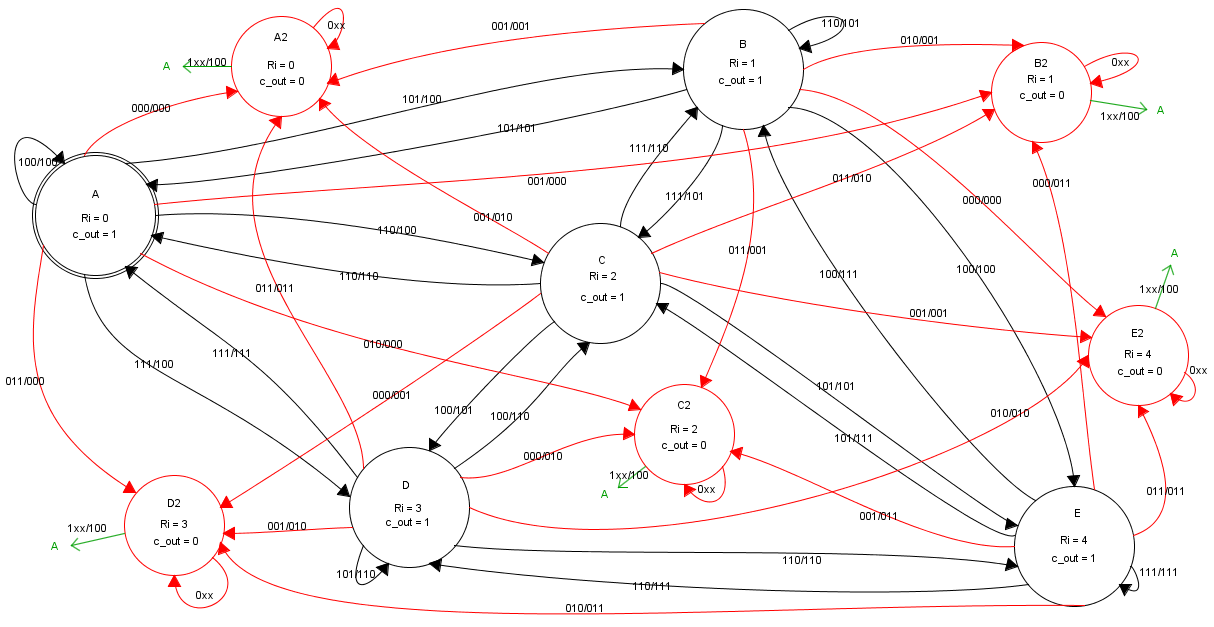 A2
Ri = 0
c_out = 0
0xx
A
1xx/100
001/001
B
Ri = 1
c_out = 1
110/101
010/001
B2
Ri = 1
c_out = 0
0xx
1xx/100
A
000/000
101/100
101/101
100/100
A
Ri = 0
c_out = 1
001/000
111/110
111/101
011/010
000/011
000/000
001/010
110/100
110/110
C
Ri = 2
c_out = 1
011/001
100/111
100/100
A
1xx/100
011/011
001/001
E2
Ri = 4
c_out = 0
0xx
010/000
111/100
111/111
011/000
000/001
100/101
100/110
101/101
101/111
010/010
C2
Ri = 2
c_out = 0
000/010
1xx/100
A
0xx
D
Ri = 3
c_out = 1
D2
Ri = 3
c_out = 0
1xx/100
A
001/010
0xx
101/110
001/011
011/011
E
Ri = 4
c_out = 1
110/110
110/111
111/111
010/011